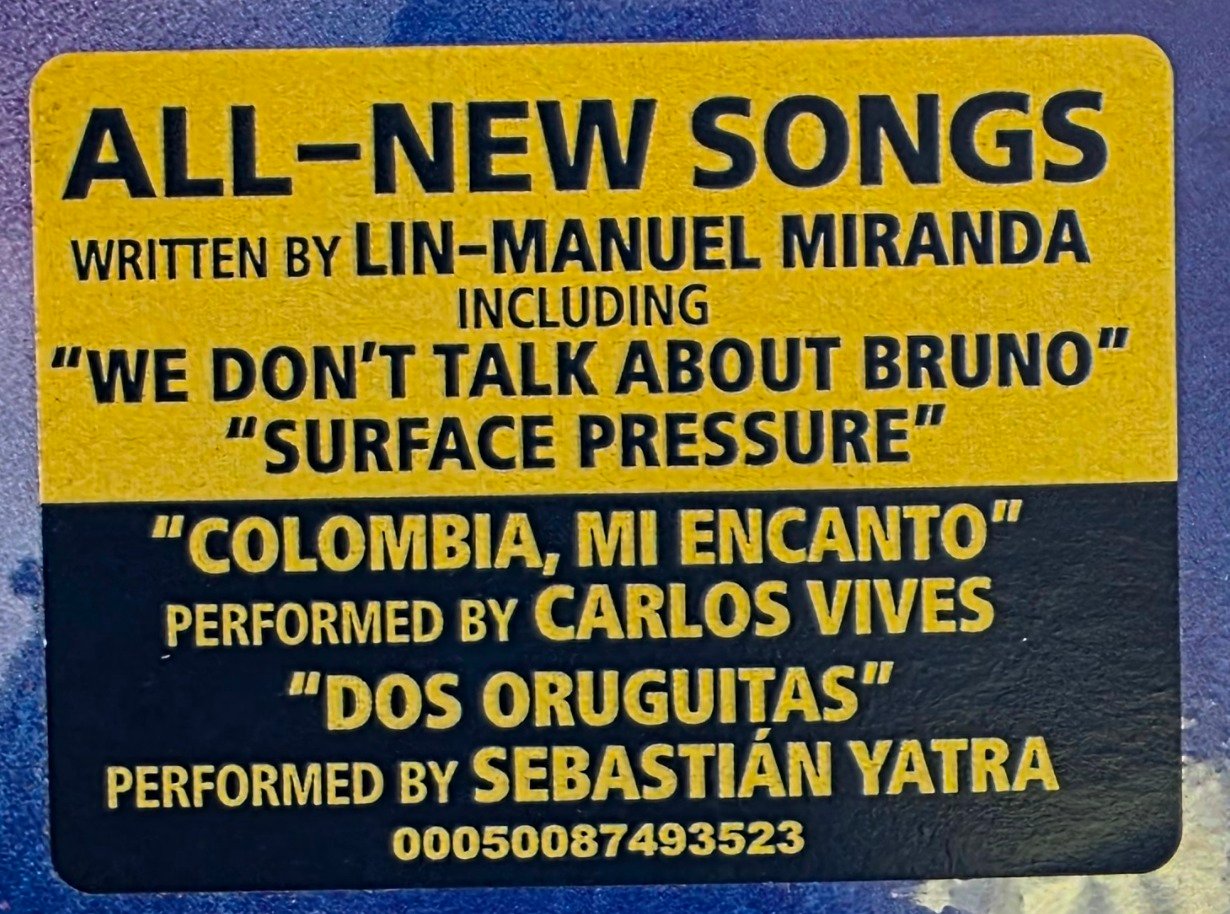 ALL–NEW SONGS
WRITTEN BY LIN–MANUEL MIRANDA
INCLUDING
“WE DON’T TALK ABOUT BRUNO”
“SURFACE PRESSURE”
“COLOMBIA, MI ENCANTO”
PERFORMED BY CARLOS VIVES
“DOS ORUGUITAS”
PERFORMED BY SEBASTIÁN YATRA
00050087493523